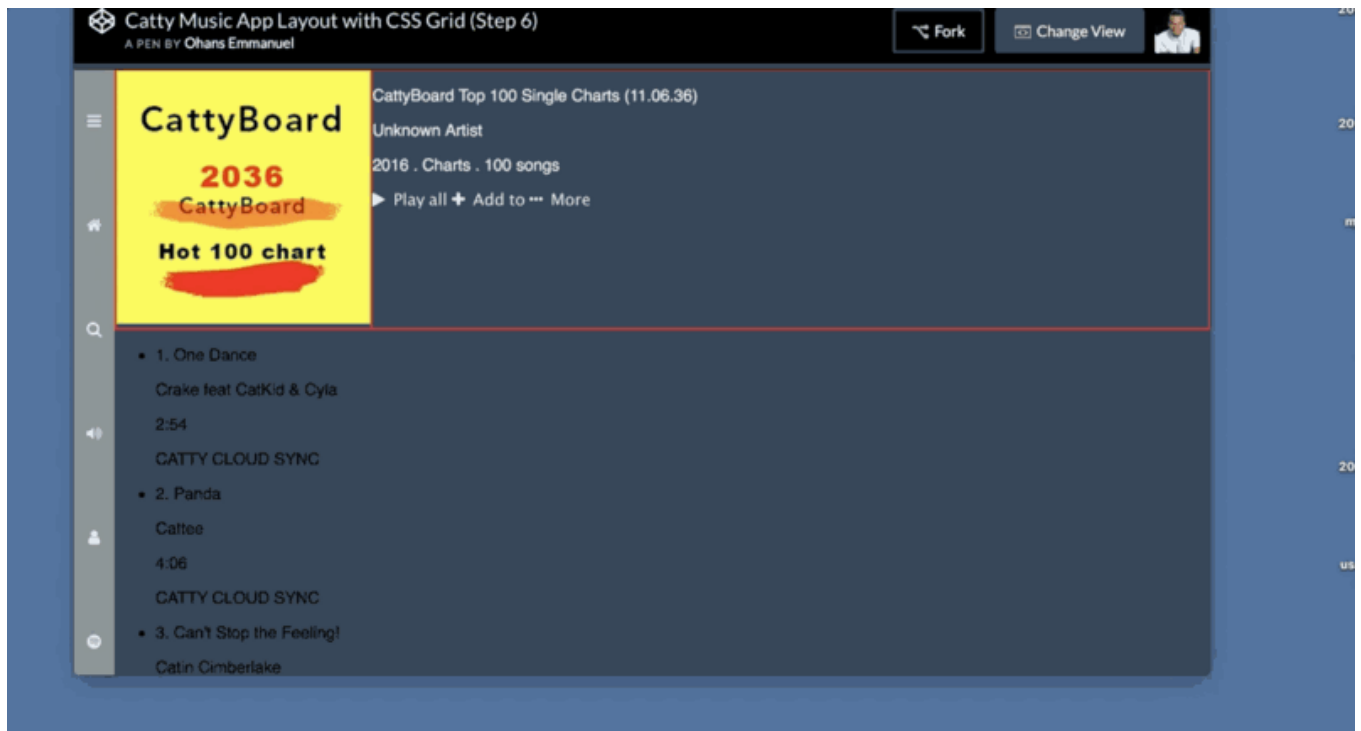 Catty Music App Layout with CSS Grid (Step 6)
A PEN BY Ohans Emmanuel
Fork
Change View
CattyBoard
2036
CattyBoard
Hot 100 chart
CattyBoard Top 100 Single Charts (11.06.36)
Unknown Artist
2016 . Charts . 100 songs
Play all Add to More
1. One Dance
Crake feat CatKid & Cyla
2:54
CATTY CLOUD SYNC
2. Panda
Cattee
4:06
CATTY CLOUD SYNC
3. Can't Stop the Feeling!
Catin Cimberlake
20
20
us